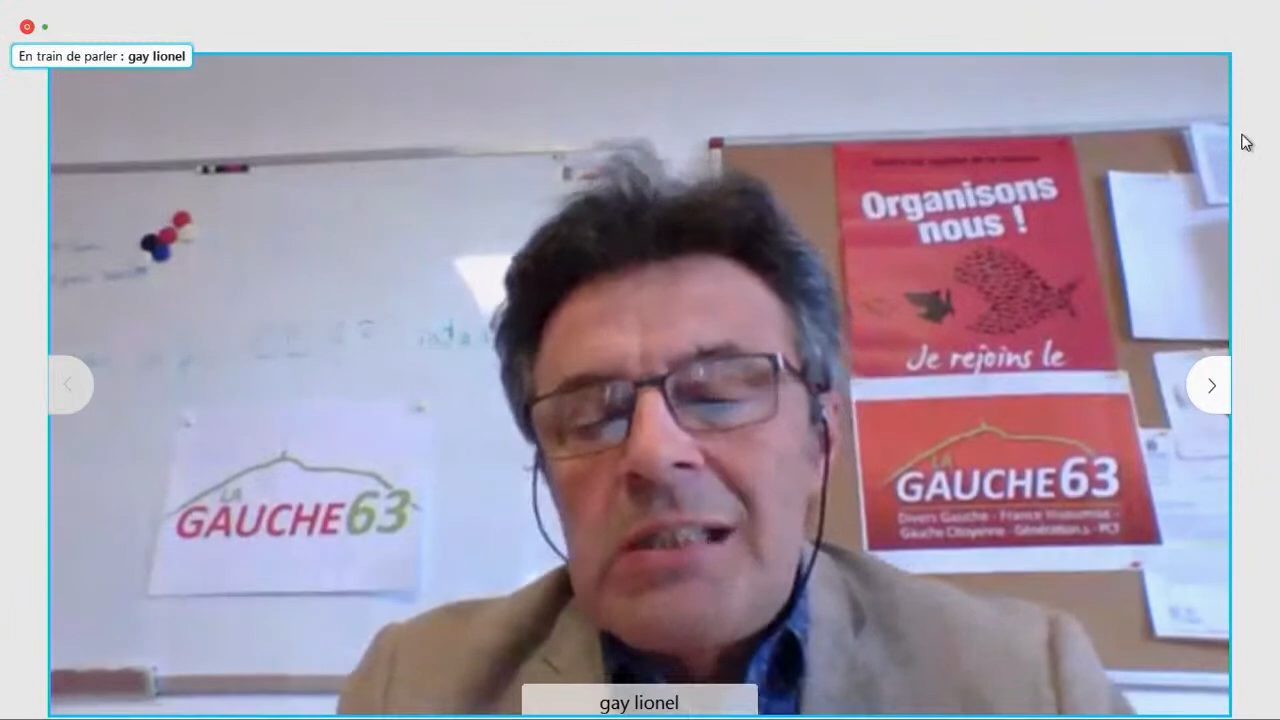 En train de parler : gay lionel
Organisons
nous !
Je rejoins le
LA
GAUCHE63
LA
GAUCHE63
Divers Gauche - France Insoumise -
Gauche Citoyenne - Génération.s - PCF
gay lionel